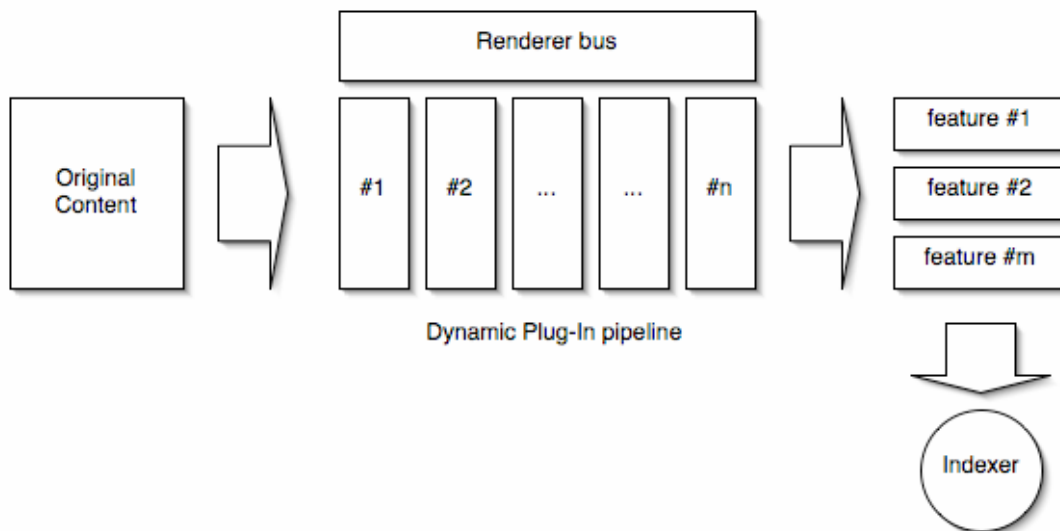 Renderer bus
Original
Content
#1
#2
...
...
#n
feature #1
feature #2
feature #m
Dynamic Plug-In pipeline
Indexer